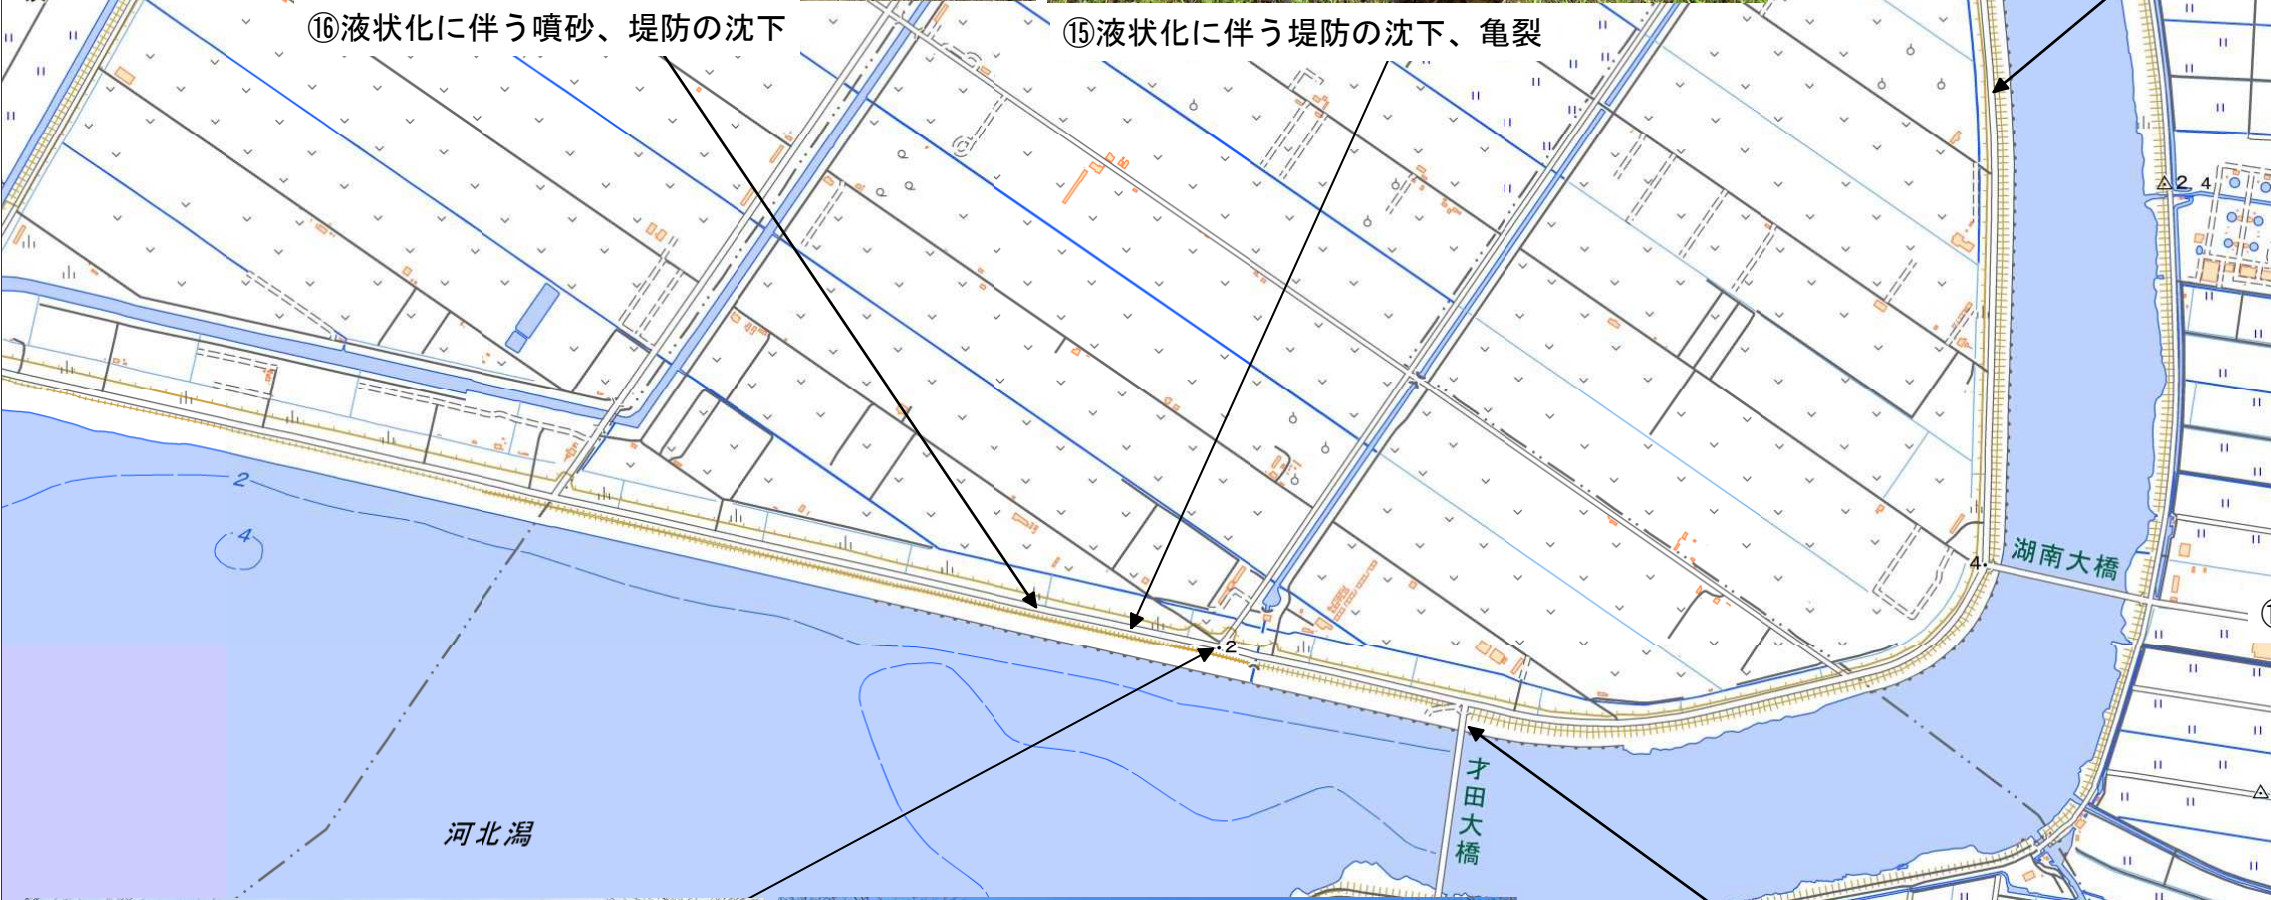 ⑯液状化に伴う噴砂、堤防の沈下
⑮液状化に伴う堤防の沈下、亀裂
2.4
2
4
4
湖南大橋
2
才田大橋
河北潟